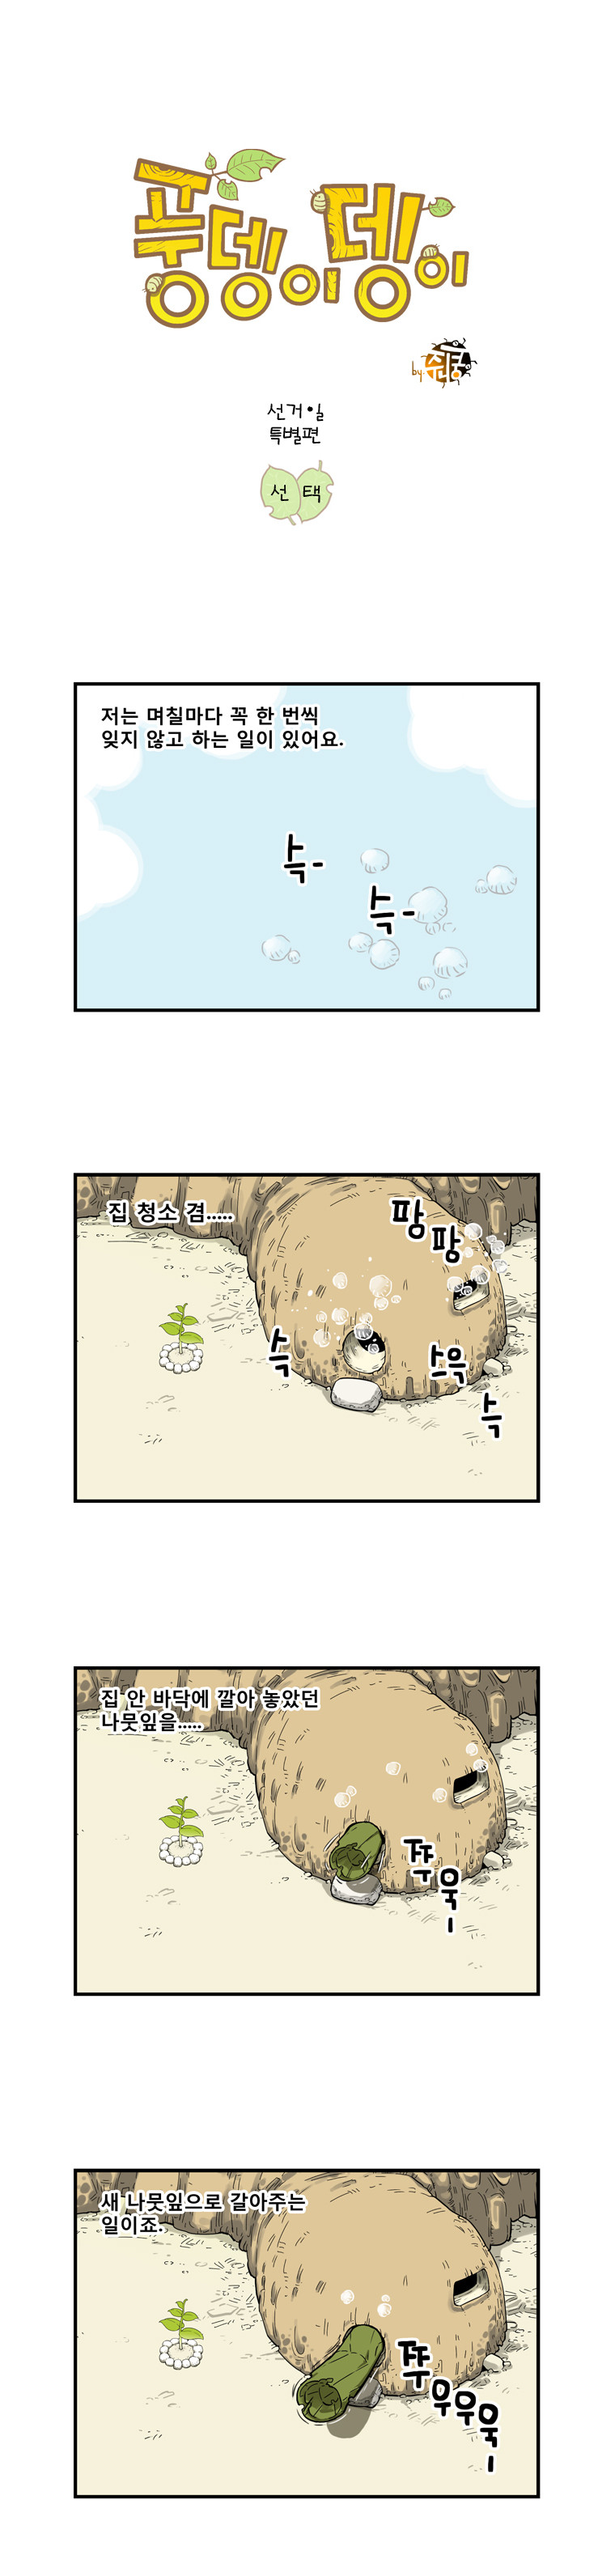 풍뎅이뎅이
by.쉰둥
선거•일
특별편
선 택
저는 며칠마다 꼭 한 번씩
잊지 않고 하는 일이 있어요.
슥-
슥-
집 청소 겸.....
팡
팡
슥
스윽
슥
집 안 바닥에 깔아 놓았던
나뭇잎을.....
쮸
욱
ㅣ
새 나뭇잎으로 갈아주는
일이죠.
쮸
우우욱
ㅣ